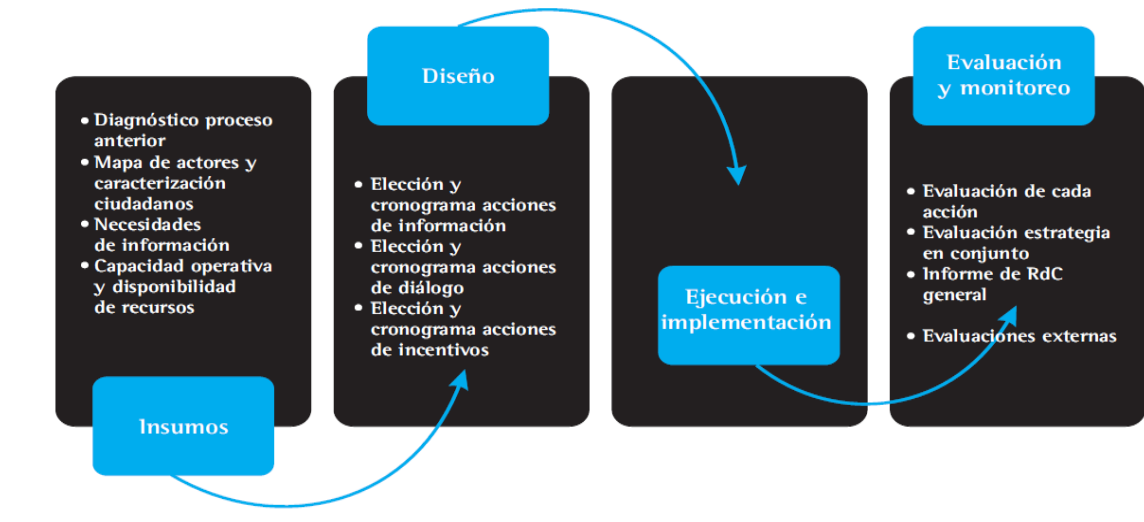 • Diagnóstico proceso
anterior
• Mapa de actores y
caracterización
ciudadanos
• Necesidades
de información
• Capacidad operativa
y disponibilidad
de recursos
Insumos
Diseño
• Elección y
cronograma acciones
de información
• Elección y
cronograma acciones
de diálogo
• Elección y
cronograma acciones
de incentivos
Ejecución e
implementación
Evaluación
y monitoreo
• Evaluación de cada
acción
• Evaluación estrategia
en conjunto
• Informe de RdC
general
• Evaluaciones externas